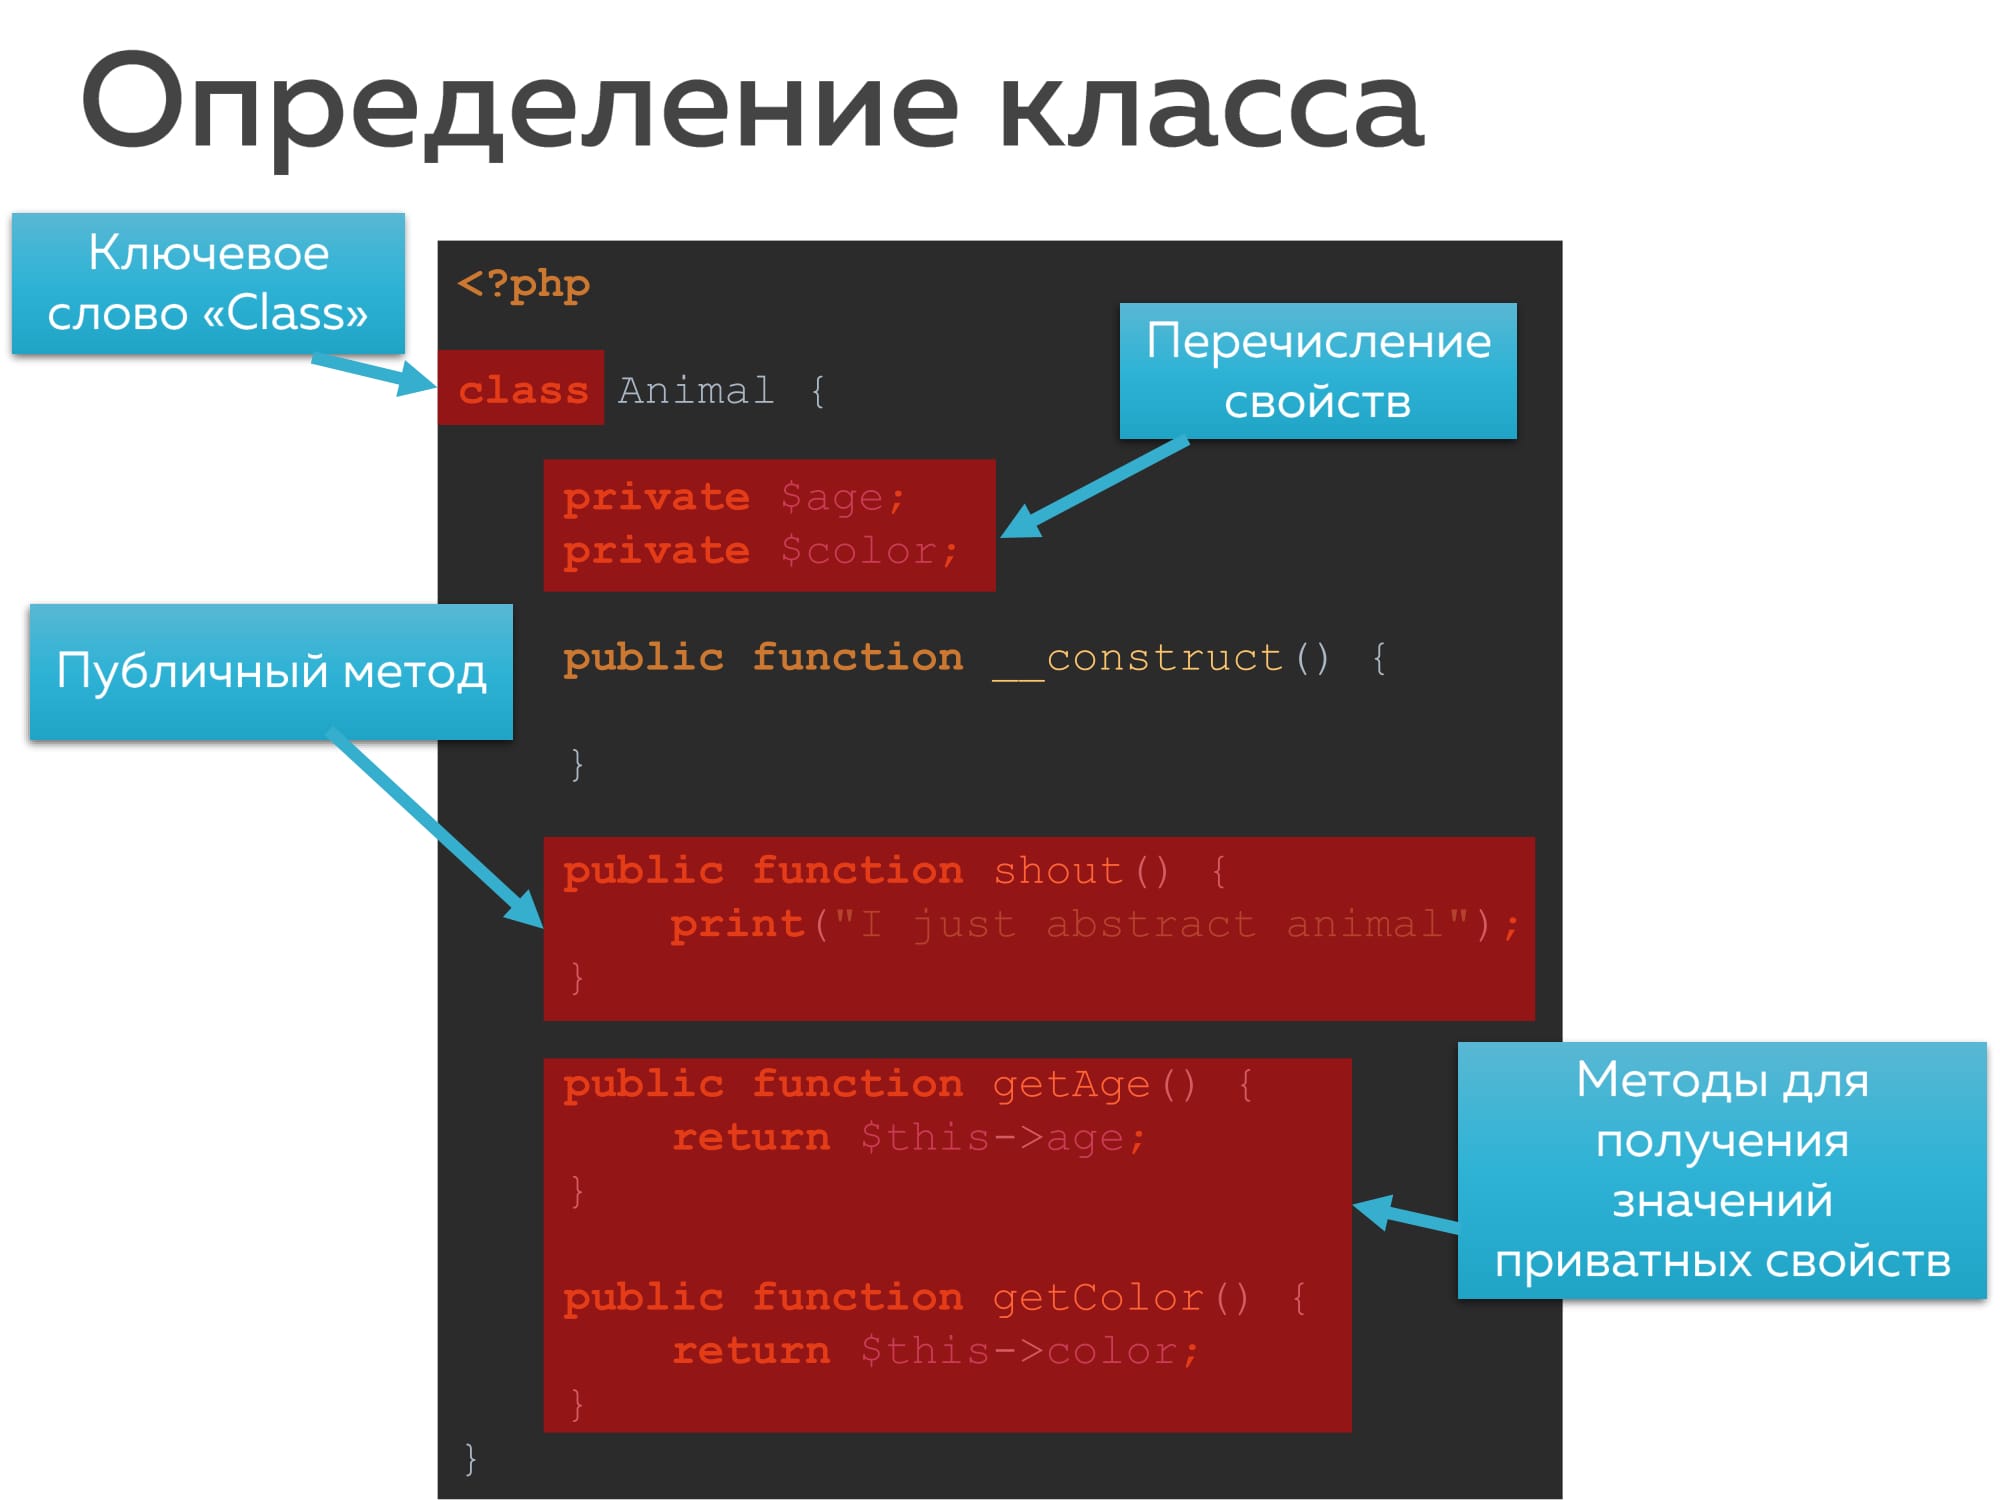 Определение класса
Ключевое
слово «Class»
<?php
class Animal {
Перечисление
свойств
private $age;
private $color;
Публичный метод
public function __construct() {
}
public function shout() {
print("I just abstract animal");
}
public function getAge() {
return $this->age;
}
Методы для
получения
значений
приватных свойств
public function getColor() {
return $this->color;
}
}